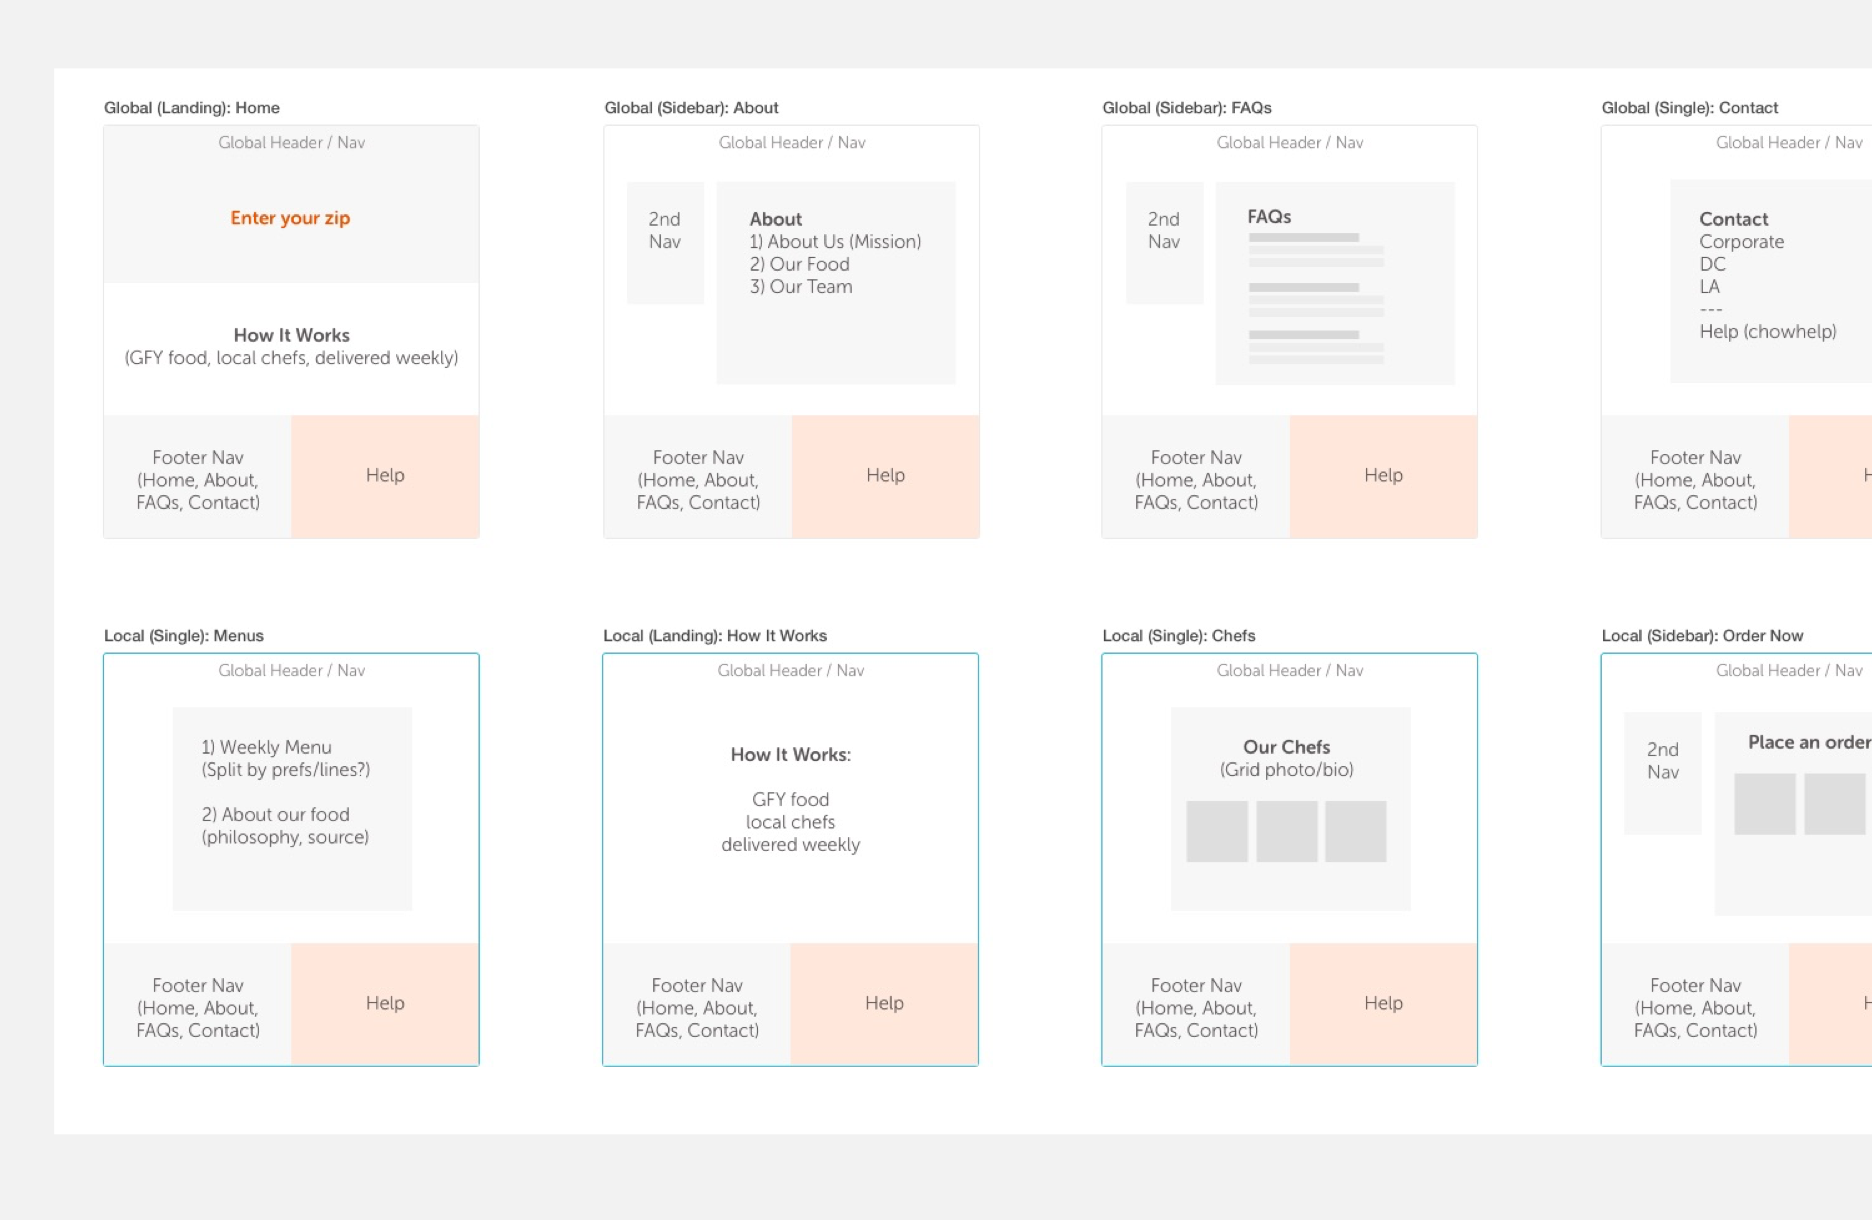 Global (Landing): Home
Global Header / Nav
Enter your zip
How It Works
(GFY food, local chefs, delivered weekly)
Footer Nav
(Home, About,
FAQs, Contact)
Help
Global (Sidebar): About
Global Header / Nav
2nd
Nav
About
1) About Us (Mission)
2) Our Food
3) Our Team
Footer Nav
(Home, About,
FAQs, Contact)
Help
Global (Sidebar): FAQs
Global Header / Nav
2nd
Nav
FAQs
Footer Nav
(Home, About,
FAQs, Contact)
Help
Global (Single): Contact
Global Header / Nav
Contact
Corporate
DC
LA
---
Help (chowhelp)
Footer Nav
(Home, About,
FAQs, Contact)
Local (Single): Menus
Global Header / Nav
1) Weekly Menu
(Split by prefs/lines?)
2) About our food
(philosophy, source)
Footer Nav
(Home, About,
FAQs, Contact)
Help
Local (Landing): How It Works
Global Header / Nav
How It Works:
GFY food
local chefs
delivered weekly
Footer Nav
(Home, About,
FAQs, Contact)
Help
Local (Single): Chefs
Global Header / Nav
Our Chefs
(Grid photo/bio)
Footer Nav
(Home, About,
FAQs, Contact)
Help
Local (Sidebar): Order Now
Global Header / Nav
2nd
Nav
Place an order
Footer Nav
(Home, About,
FAQs, Contact)